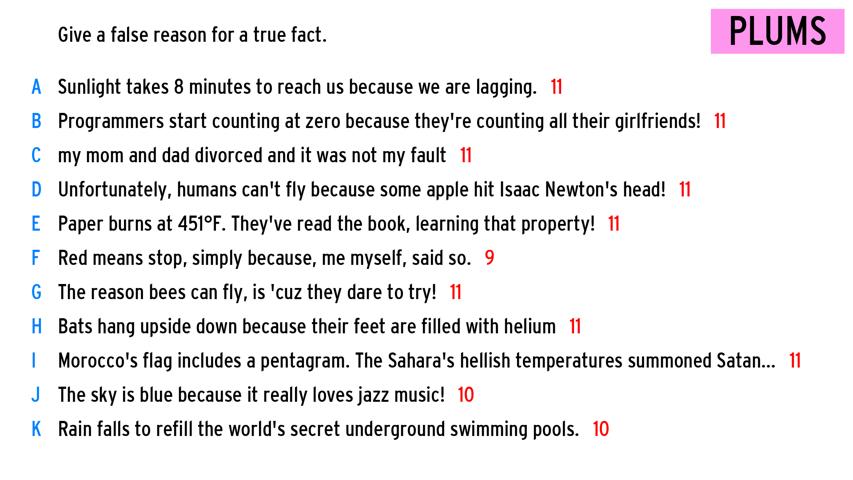 Give a false reason for a true fact.
PLUMS
A Sunlight takes 8 minutes to reach us because we are lagging. 11
B Programmers start counting at zero because they're counting all their girlfriends! 11
C my mom and dad divorced and it was not my fault 11
D Unfortunately, humans can't fly because some apple hit Isaac Newton's head! 11
E Paper burns at 451°F. They've read the book, learning that property! 11
F Red means stop, simply because, me myself, said so. 9
G The reason bees can fly, is 'cuz they dare to try! 11
H Bats hang upside down because their feet are filled with helium 11
I Morocco's flag includes a pentagram. The Sahara's hellish temperatures summoned Satan... 11
J The sky is blue because it really loves jazz music! 10
K Rain falls to refill the world's secret underground swimming pools. 10